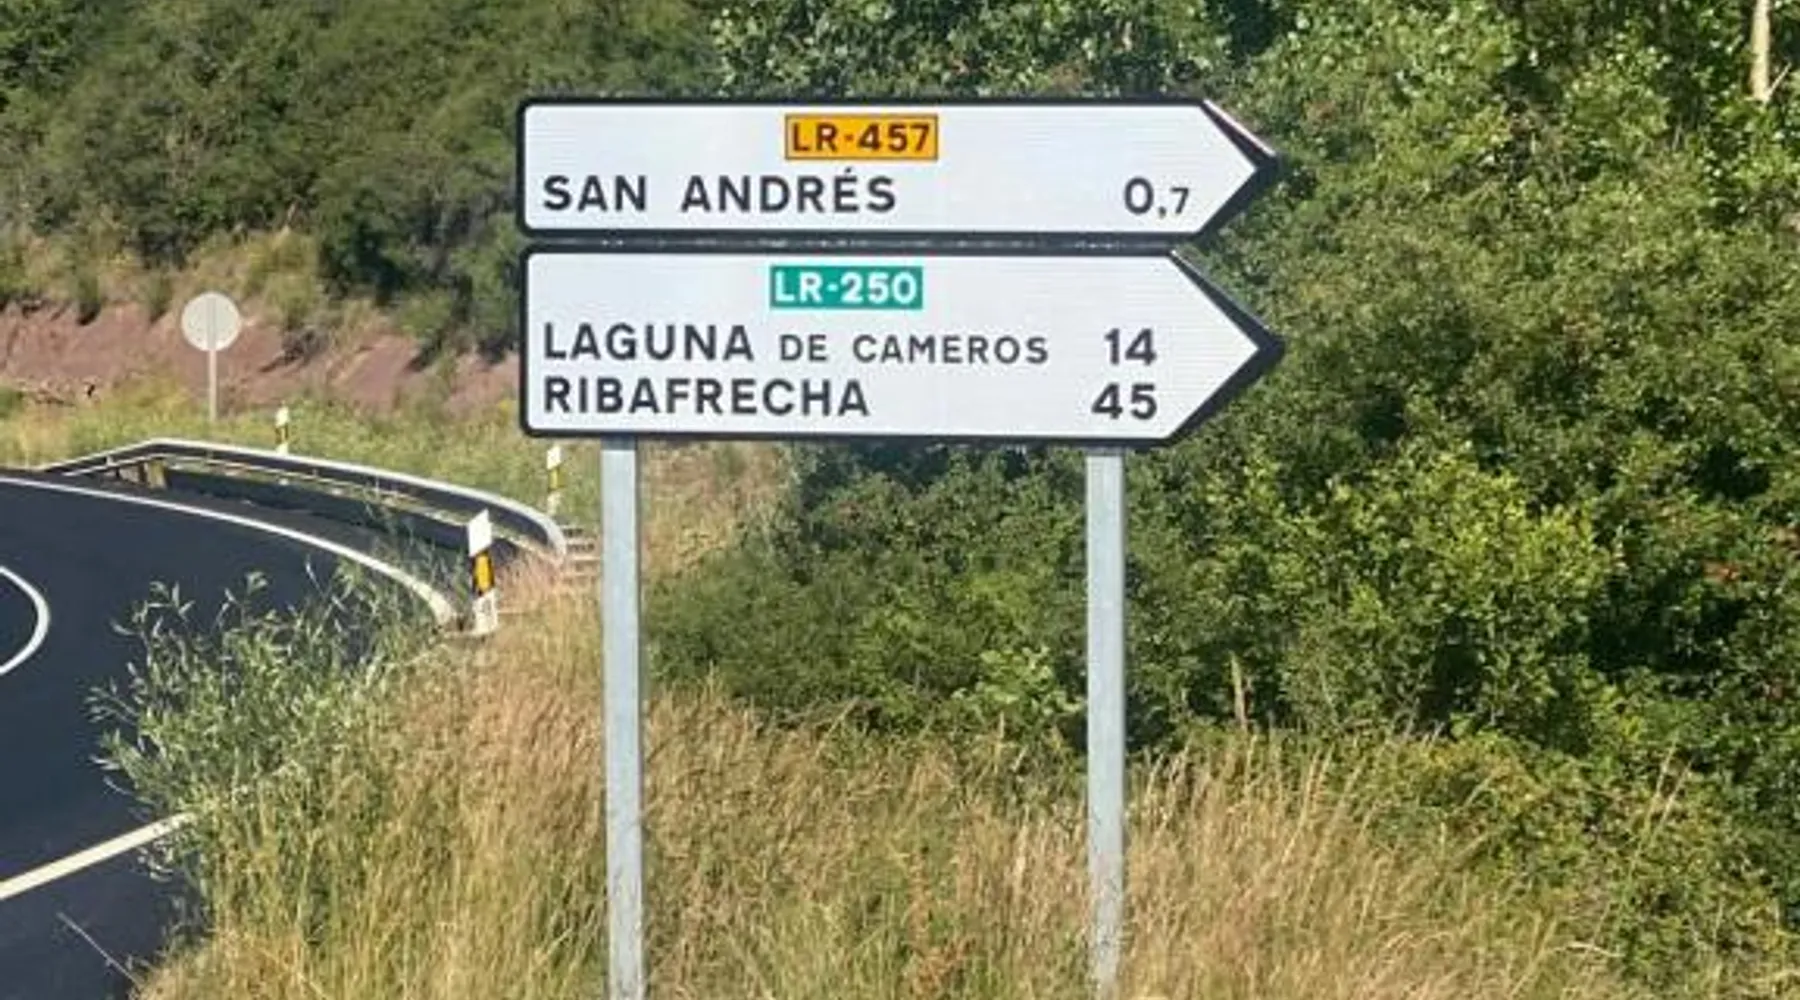 LR-457
SAN ANDRÉS 0,7
LR-250
LAGUNA DE CAMEROS 14
RIBAFRECHA 45